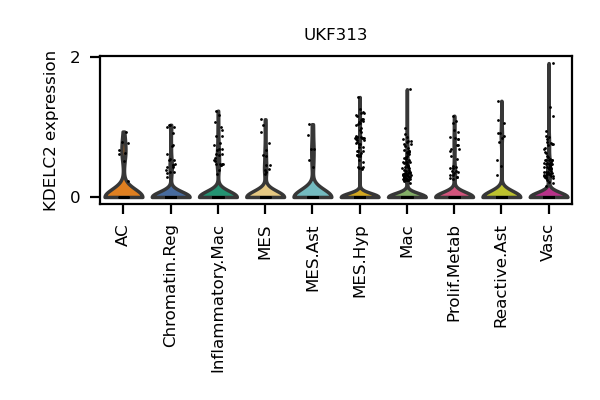 UKF313
KDELC2 expression
2
0
AC
Chromatin.Reg
Inflammatory.Mac
MES
MES.Ast
MES.Hyp
Mac
Prolif.Metab
Reactive.Ast
Vasc